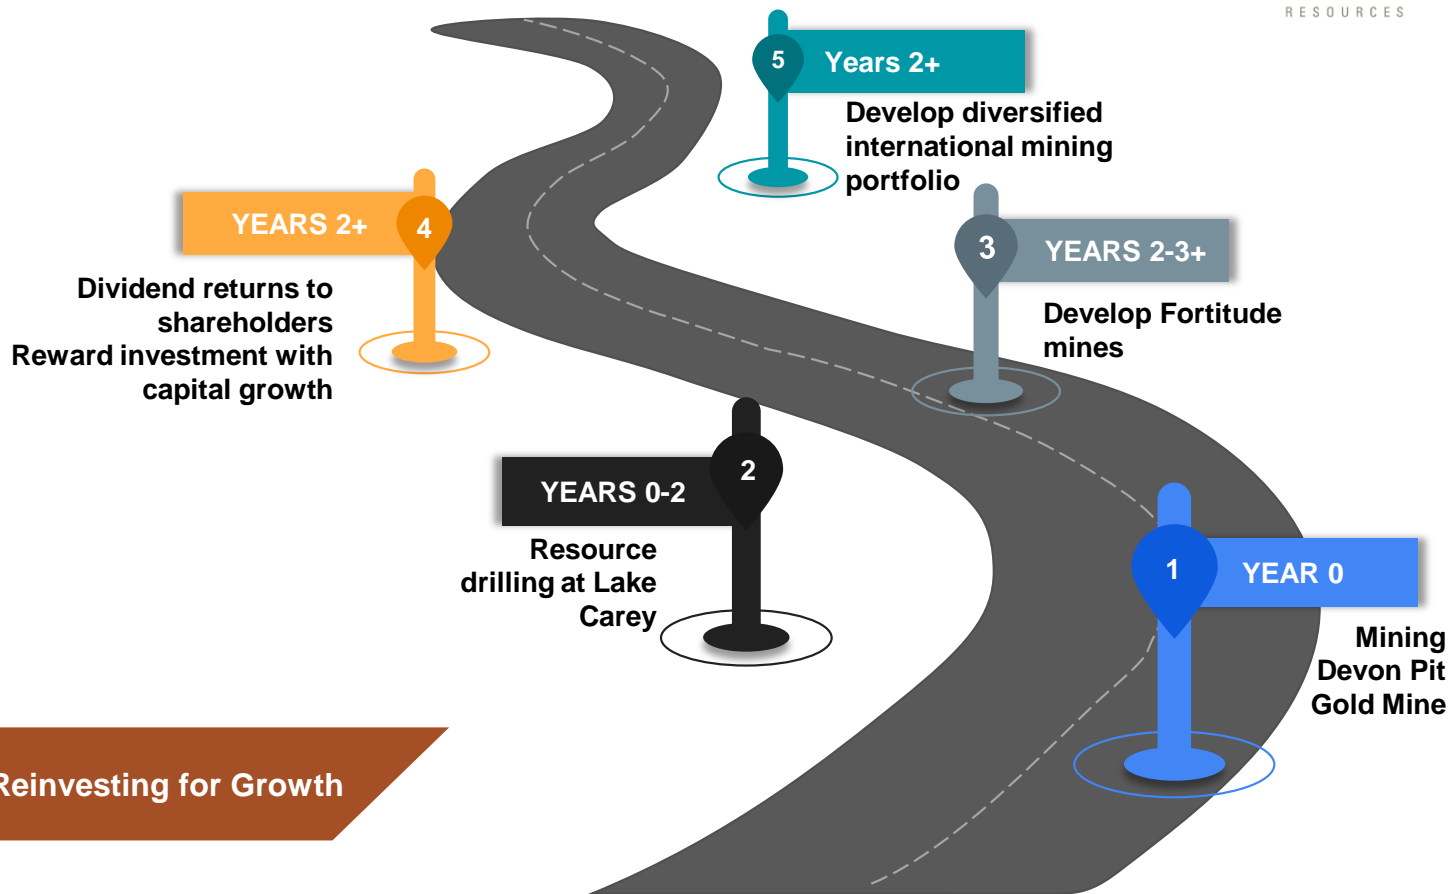 RESOURCES
5
Years 2+
Develop diversified
international mining
portfolio
4
YEARS 2+
Dividend returns to
shareholders
Reward investment with
capital growth
3
YEARS 2-3+
Develop Fortitude
mines
2
YEARS 0-2
Resource
drilling at Lake
Carey
1
YEAR 0
Mining
Devon Pit
Gold Mine
Reinvesting for Growth